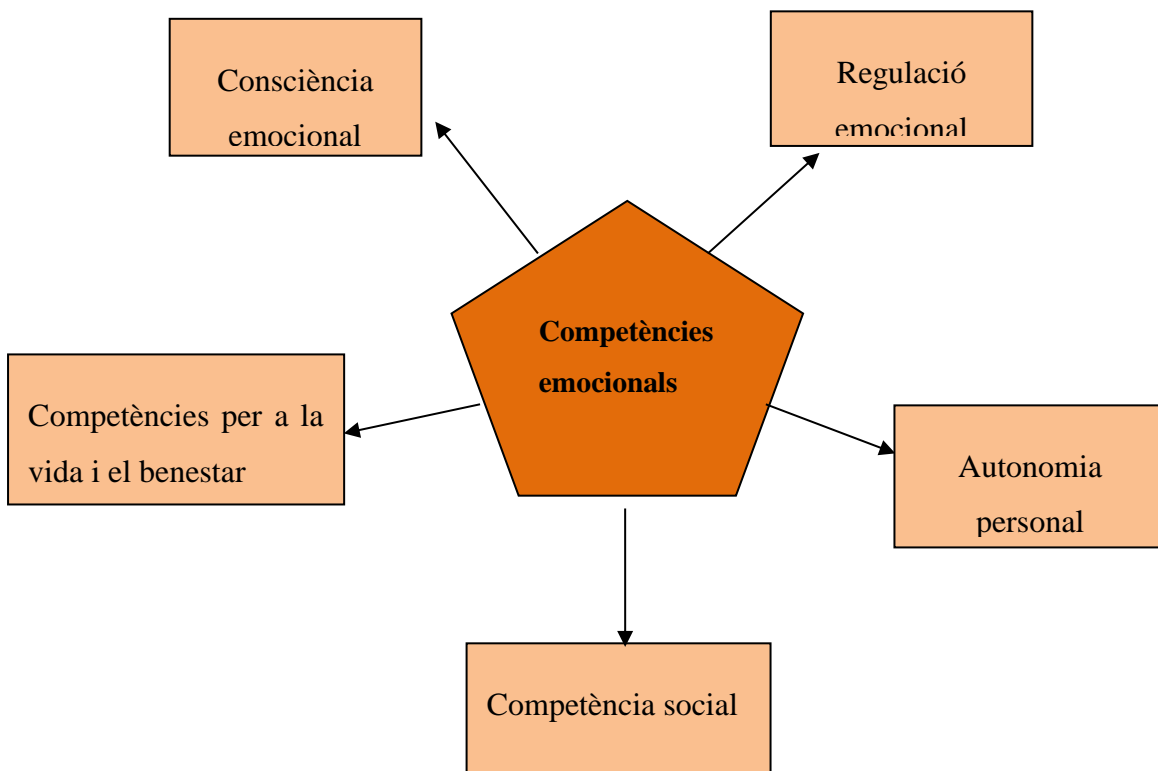 Consciència
emocional
Regulació
emocional
Competències
emocionals
Competències per a la
vida i el benestar
Autonomia
personal
Competència social